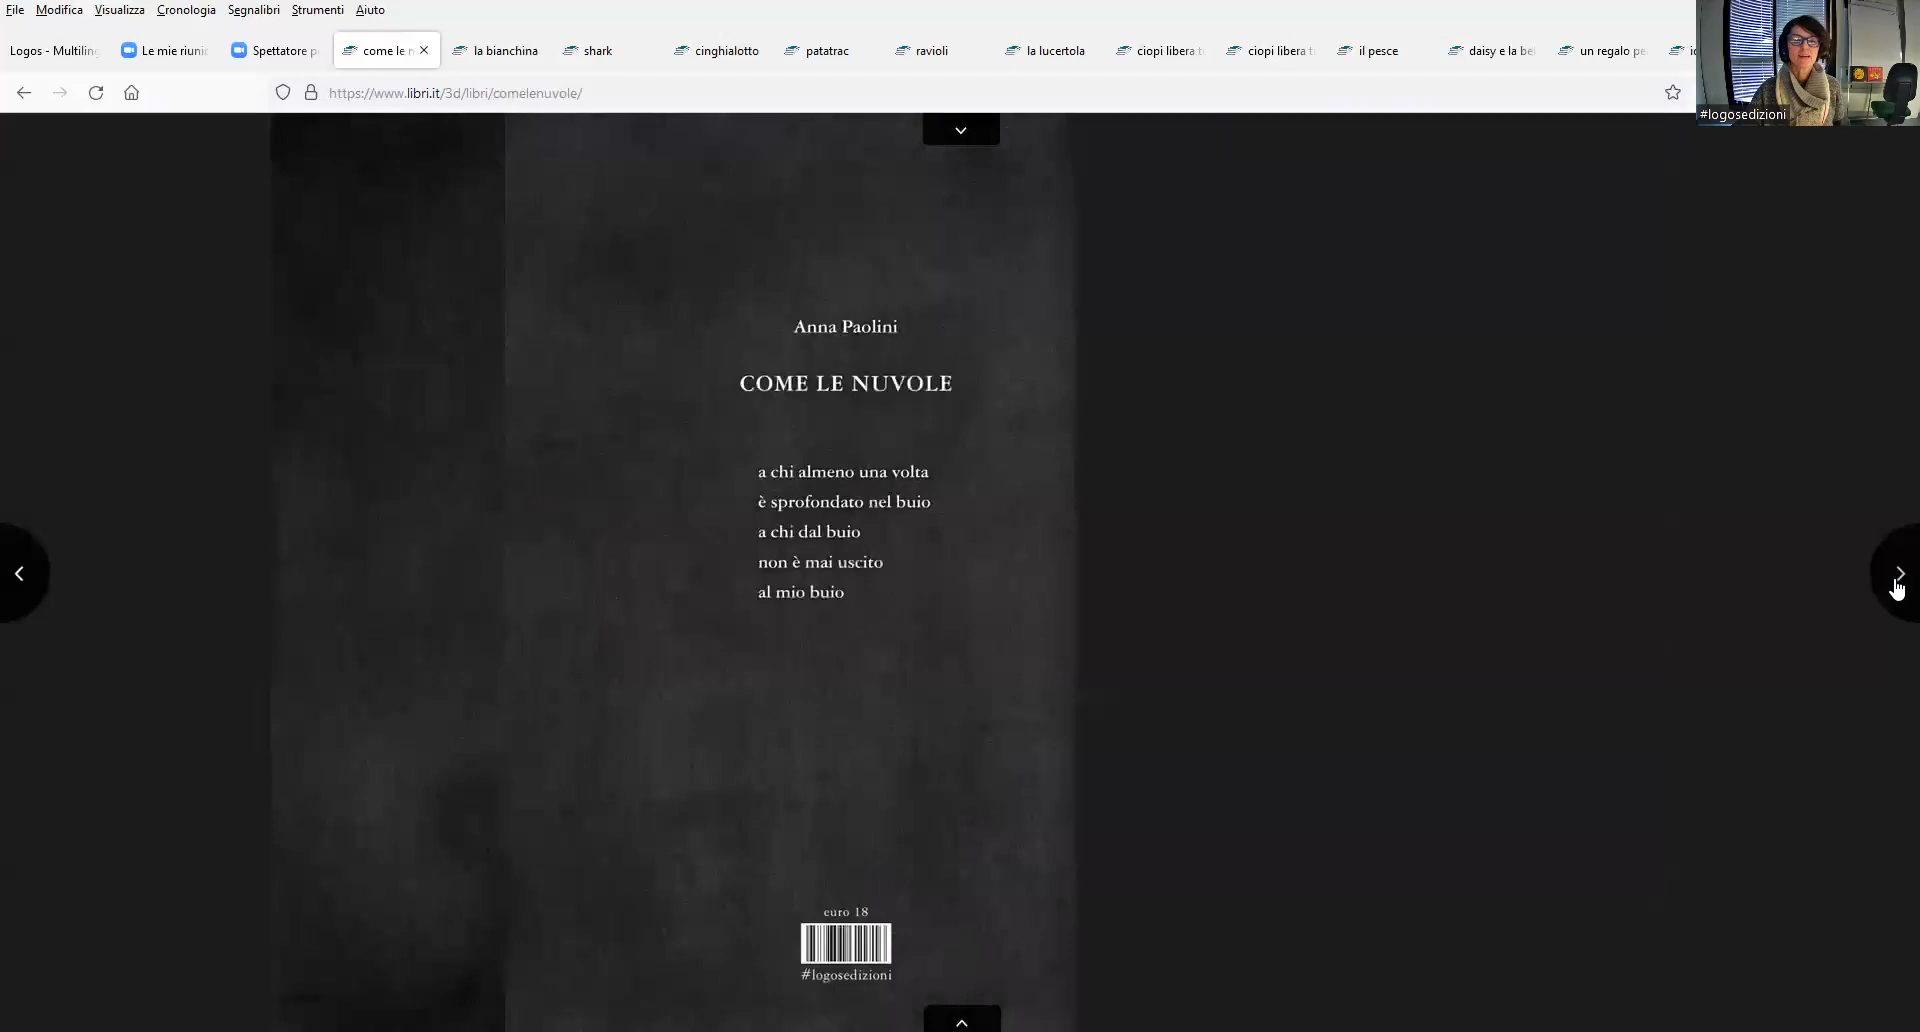 File Modifica Visualizza Cronologia Segnalibri Strumenti Aiuto
Logos - Multiling Le mie riuni Spettatore p come le n la bianchina shark cinghialotto patatrac ravioli la lucertola ciopi libera t ciopi libera t il pesce daisy e la be un regalo pe
https://www.libri.it/3d/libri/comelenuvole/
#logosedizioni
Anna Paolini
COME LE NUVOLE
a chi almeno una volta
è sprofondato nel buio
a chi dal buio
non è mai uscito
al mio buio
euro 18
#logosedizioni